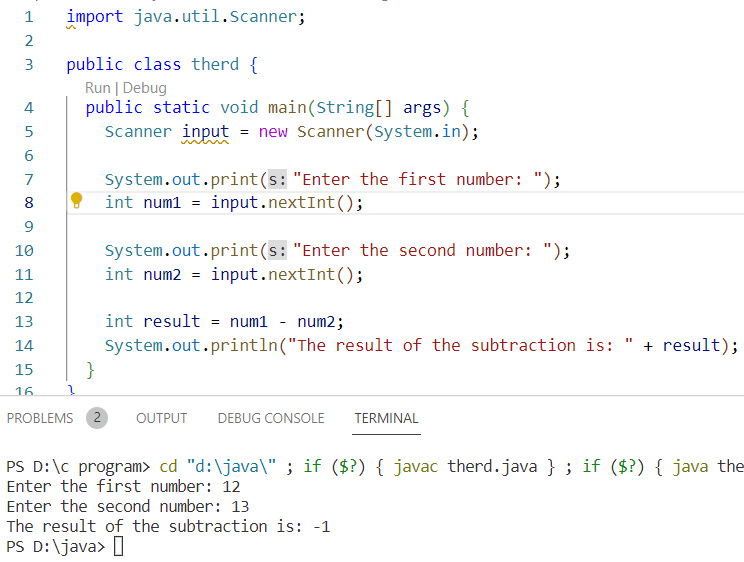 1 import java.util.Scanner;
2
3 public class therd {
Run | Debug
4 public static void main(String[] args) {
5 Scanner input = new Scanner(System.in);
6
7 System.out.print(s: "Enter the first number: ");
8 int num1 = input.nextInt();
9
10 System.out.print(s: "Enter the second number: ");
11 int num2 = input.nextInt();
12
13 int result = num1 - num2;
14 System.out.println("The result of the subtraction is: " + result);
15 }
16 }
PROBLEMS 2 OUTPUT DEBUG CONSOLE TERMINAL
PS D:\c program> cd "d:\java\" ; if ($?) { javac therd.java } ; if ($?) { java the
Enter the first number: 12
Enter the second number: 13
The result of the subtraction is: -1
PS D:\java>